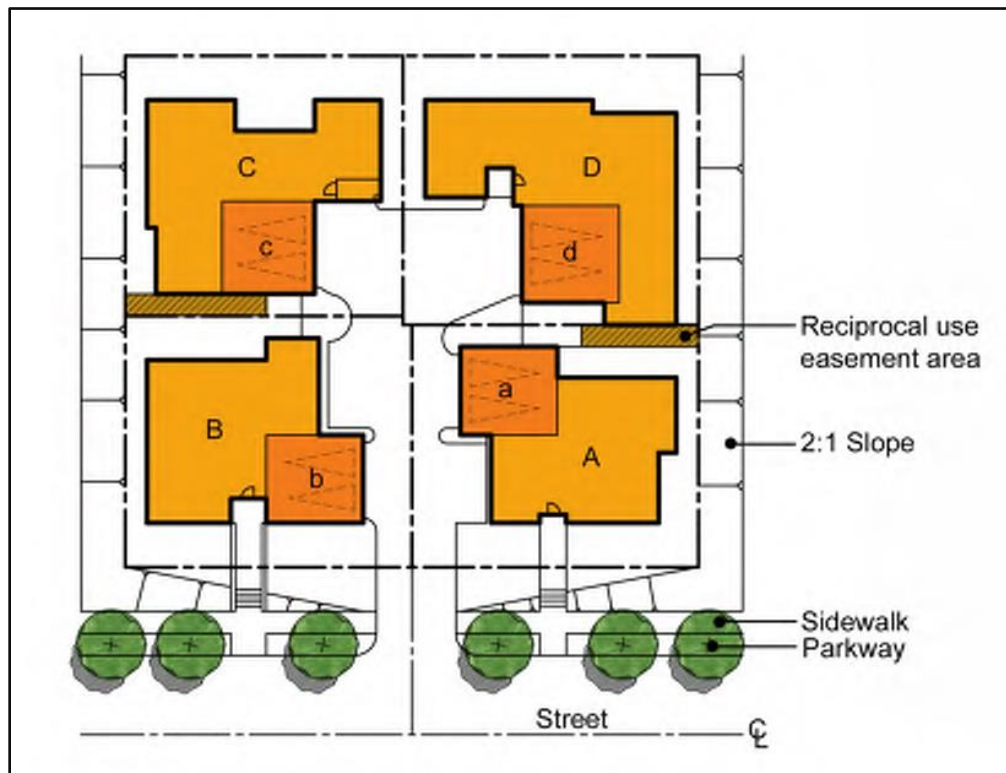 C
D
c
d
Reciprocal use
easement area
a
B
A
2:1 Slope
b
Sidewalk
Parkway
Street
℄